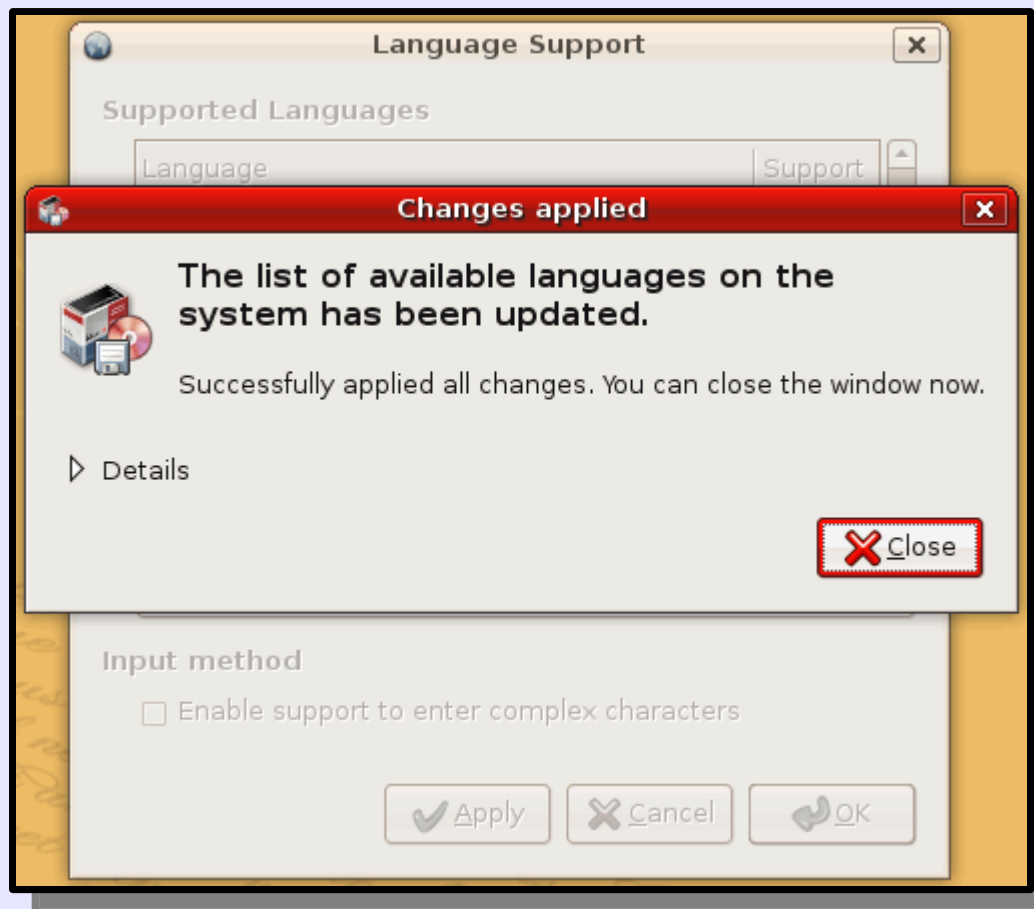 Language Support
Supported Languages
Language Support
Changes applied
The list of available languages on the
system has been updated.
Successfully applied all changes. You can close the window now.
Details
Close
Input method
Enable support to enter complex characters
Apply Cancel OK